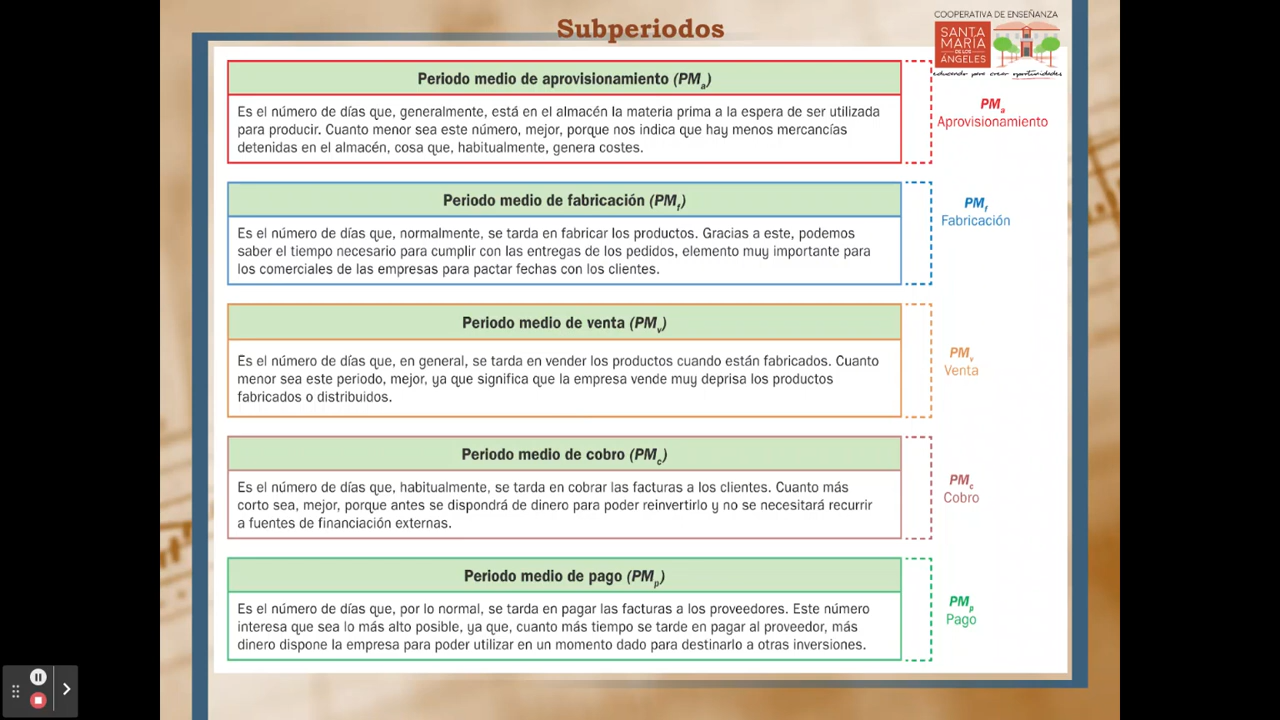 Subperiodos
COOPERATIVA DE ENSEÑANZA
SANTA
MARÍA
DE LOS
ÁNGELES
educando para crear oportunidades
Periodo medio de aprovisionamiento (PMa)
Es el número de días que, generalmente, está en el almacén la materia prima a la espera de ser utilizada
para producir. Cuanto menor sea este número, mejor, porque nos indica que hay menos mercancías
detenidas en el almacén, cosa que, habitualmente, genera costes.
PMa
Aprovisionamiento
Periodo medio de fabricación (PMf)
Es el número de días que, normalmente, se tarda en fabricar los productos. Gracias a este, podemos
saber el tiempo necesario para cumplir con las entregas de los pedidos, elemento muy importante para
los comerciales de las empresas para pactar fechas con los clientes.
PMf
Fabricación
Periodo medio de venta (PMv)
Es el número de días que, en general, se tarda en vender los productos cuando están fabricados. Cuanto
menor sea este periodo, mejor, ya que significa que la empresa vende muy deprisa los productos
fabricados o distribuidos.
PMv
Venta
Periodo medio de cobro (PMc)
Es el número de días que, habitualmente, se tarda en cobrar las facturas a los clientes. Cuanto más
corto sea, mejor, porque antes se dispondrá de dinero para poder reinvertirlo y no se necesitará recurrir
a fuentes de financiación externas.
PMc
Cobro
Periodo medio de pago (PMp)
Es el número de días que, por lo normal, se tarda en pagar las facturas a los proveedores. Este número
interesa que sea lo más alto posible, ya que, cuanto más tiempo se tarde en pagar al proveedor, más
dinero dispone la empresa para poder utilizar en un momento dado para destinarlo a otras inversiones.
PMp
Pago